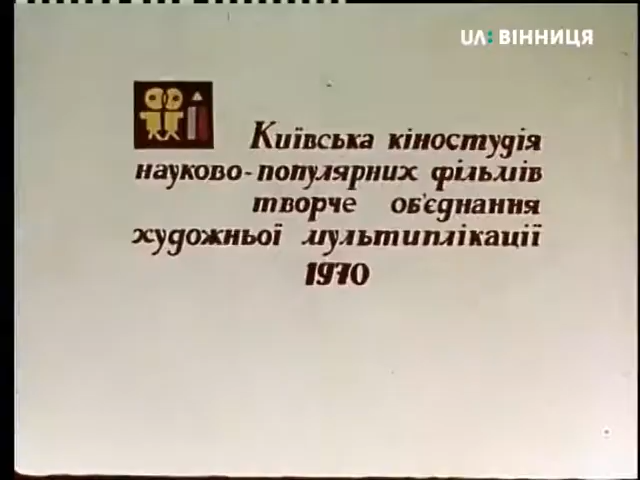 UA: ВІННИЦЯ
Київська кіностудія
науково-популярних фільмів
творче об'єднання
художньої мультиплікації
1970